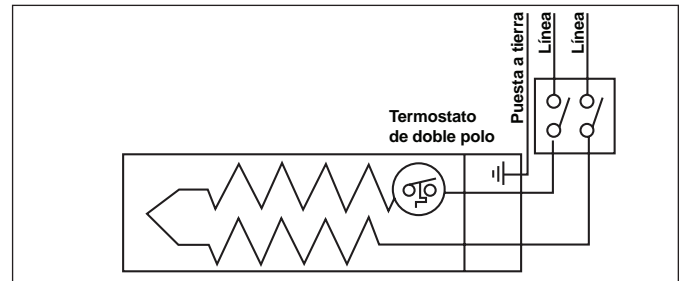 Puesta a tierra
Línea
Línea
Termostato
de doble polo